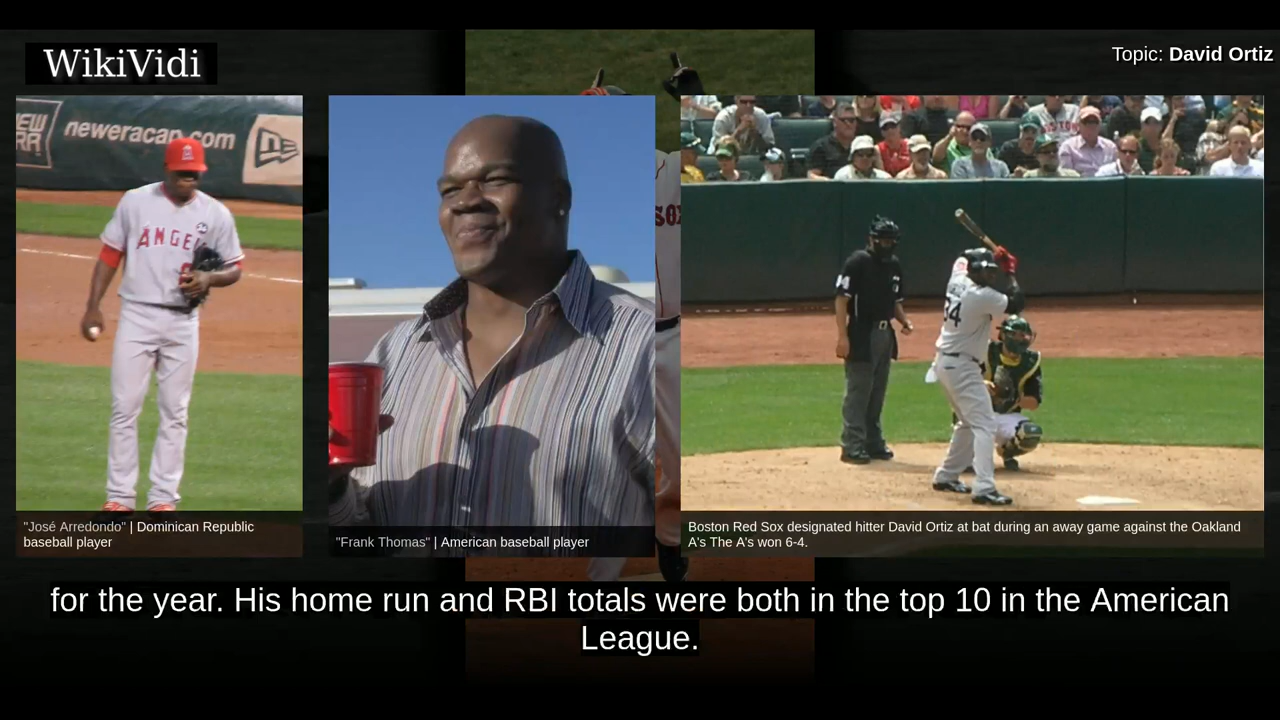 WikiVidi
Topic: David Ortiz
neweracap.com
ANGEL
34
"José Arredondo" | Dominican Republic
baseball player
"Frank Thomas" | American baseball player
Boston Red Sox designated hitter David Ortiz at bat during an away game against the Oakland
A's The A's won 6-4.
for the year. His home run and RBI totals were both in the top 10 in the American
League.